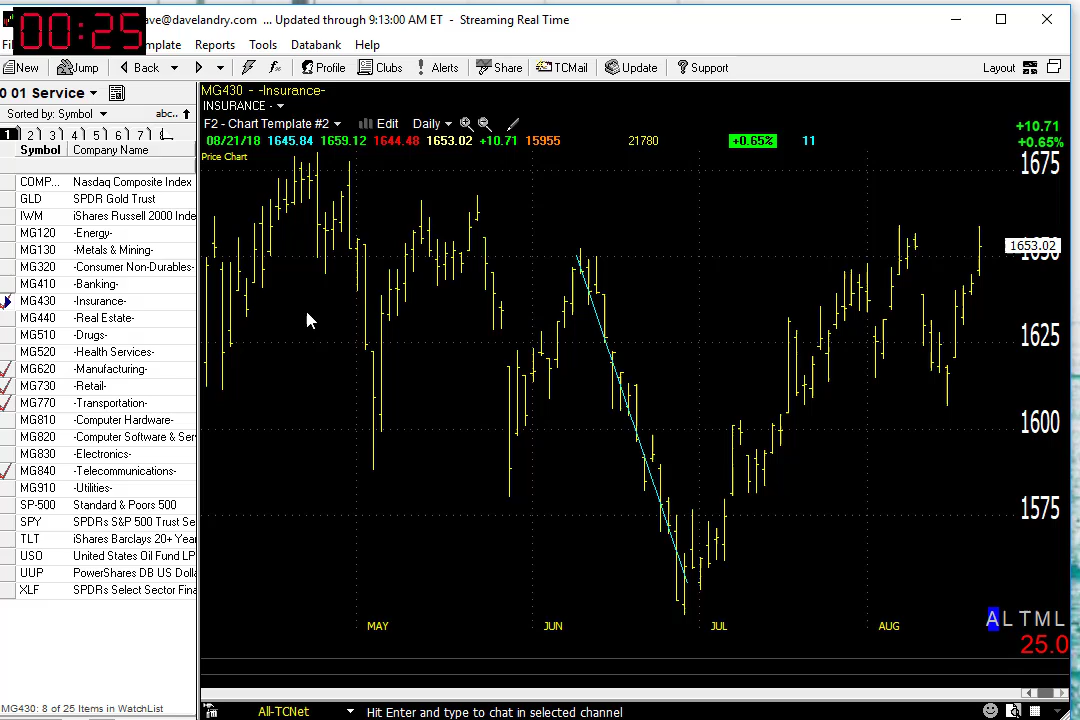 00:25
ave@davelandry.com ... Updated through 9:13:00 AM ET - Streaming Real Time
mplate Reports Tools Databank Help
New Jump Back Profile Clubs Alerts Share TCMail Update Support Layout
0 01 Service
Sorted by: Symbol abc..
1 2 3 4 5 6 7
Symbol Company Name
COMP... Nasdaq Composite Index
GLD SPDR Gold Trust
IWM iShares Russell 2000 Inde
MG120 -Energy-
MG130 -Metals & Mining-
MG320 -Consumer Non-Durables-
MG410 -Banking-
MG430 -Insurance-
MG440 -Real Estate-
MG510 -Drugs-
MG520 -Health Services-
MG620 -Manufacturing-
MG730 -Retail-
MG770 -Transportation-
MG810 -Computer Hardware-
MG820 -Computer Software & Ser
MG830 -Electronics-
MG840 -Telecommunications-
MG910 -Utilities-
SP-500 Standard & Poors 500
SPY SPDRs S&P 500 Trust Se
TLT iShares Barclays 20+ Year
USO United States Oil Fund LP
UUP PowerShares DB US Dolla
XLF SPDRs Select Sector Fina
MG430: 8 of 25 Items in WatchList
MG430 - -Insurance-
INSURANCE -
F2 - Chart Template #2 Edit Daily
08/21/18 1645.84 1659.12 1644.48 1653.02 +10.71 15955 21780 +0.65% 11
Price Chart
+10.71
+0.65%
1675
1653.02
1650
1625
1600
1575
MAY JUN JUL AUG
A L T M L
25.0
All-TCNet Hit Enter and type to chat in selected channel